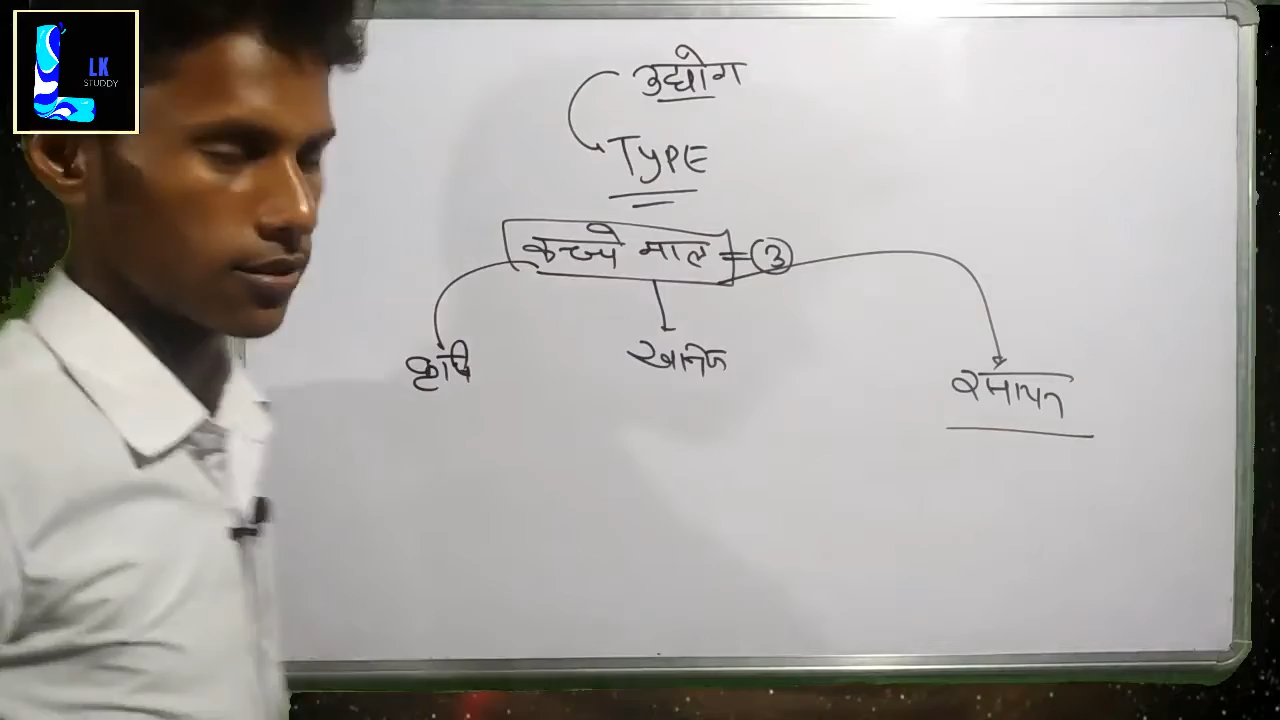 LK
STUDDY
उद्योग
TYPE
कच्चे माल = ③
कृषि
खनिज
रसायन